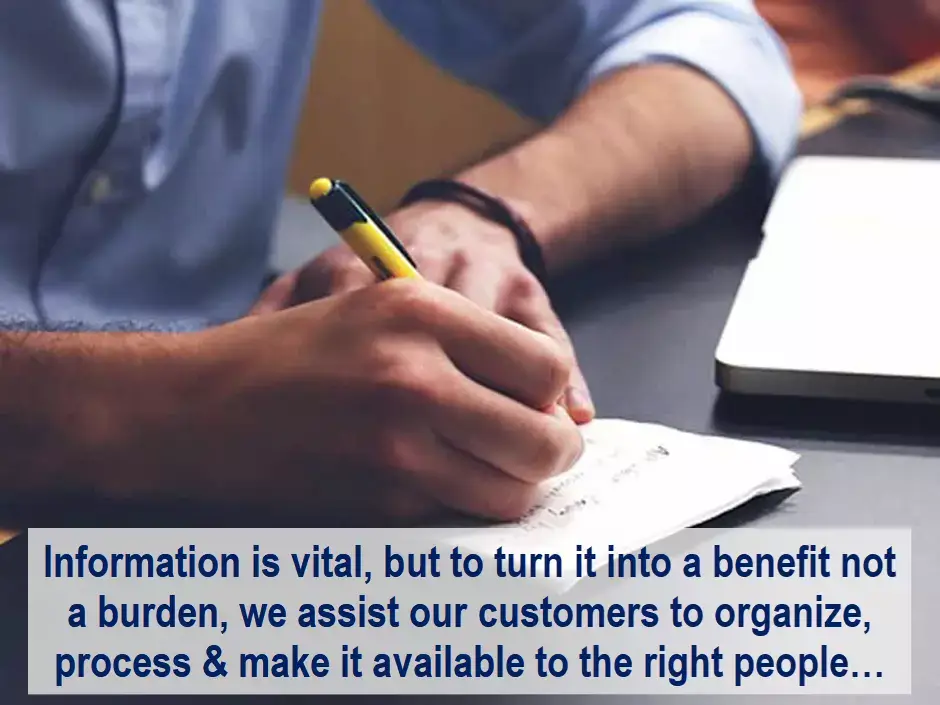 Information is vital, but to turn it into a benefit not
a burden, we assist our customers to organize,
process & make it available to the right people…